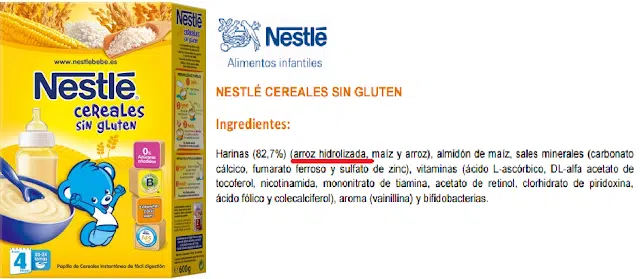 www.nestlebebe.es
Nestlé
cereales
sin gluten
0%
B
4
Papilla de Cereales Instantánea de fácil digestión
600g
Nestlé
Alimentos infantiles
NESTLÉ CEREALES SIN GLUTEN
Ingredientes:
Harinas (82,7%) (arroz hidrolizada, maíz y arroz), almidón de maíz, sales minerales (carbonato
cálcico, fumarato ferroso y sulfato de zinc), vitaminas (ácido L-ascórbico, DL-alfa acetato de
tocoferol, nicotinamida, mononitrato de tiamina, acetato de retinol, clorhidrato de piridoxina,
ácido fólico y colecalciferol), aroma (vainillina) y bifidobacterias.